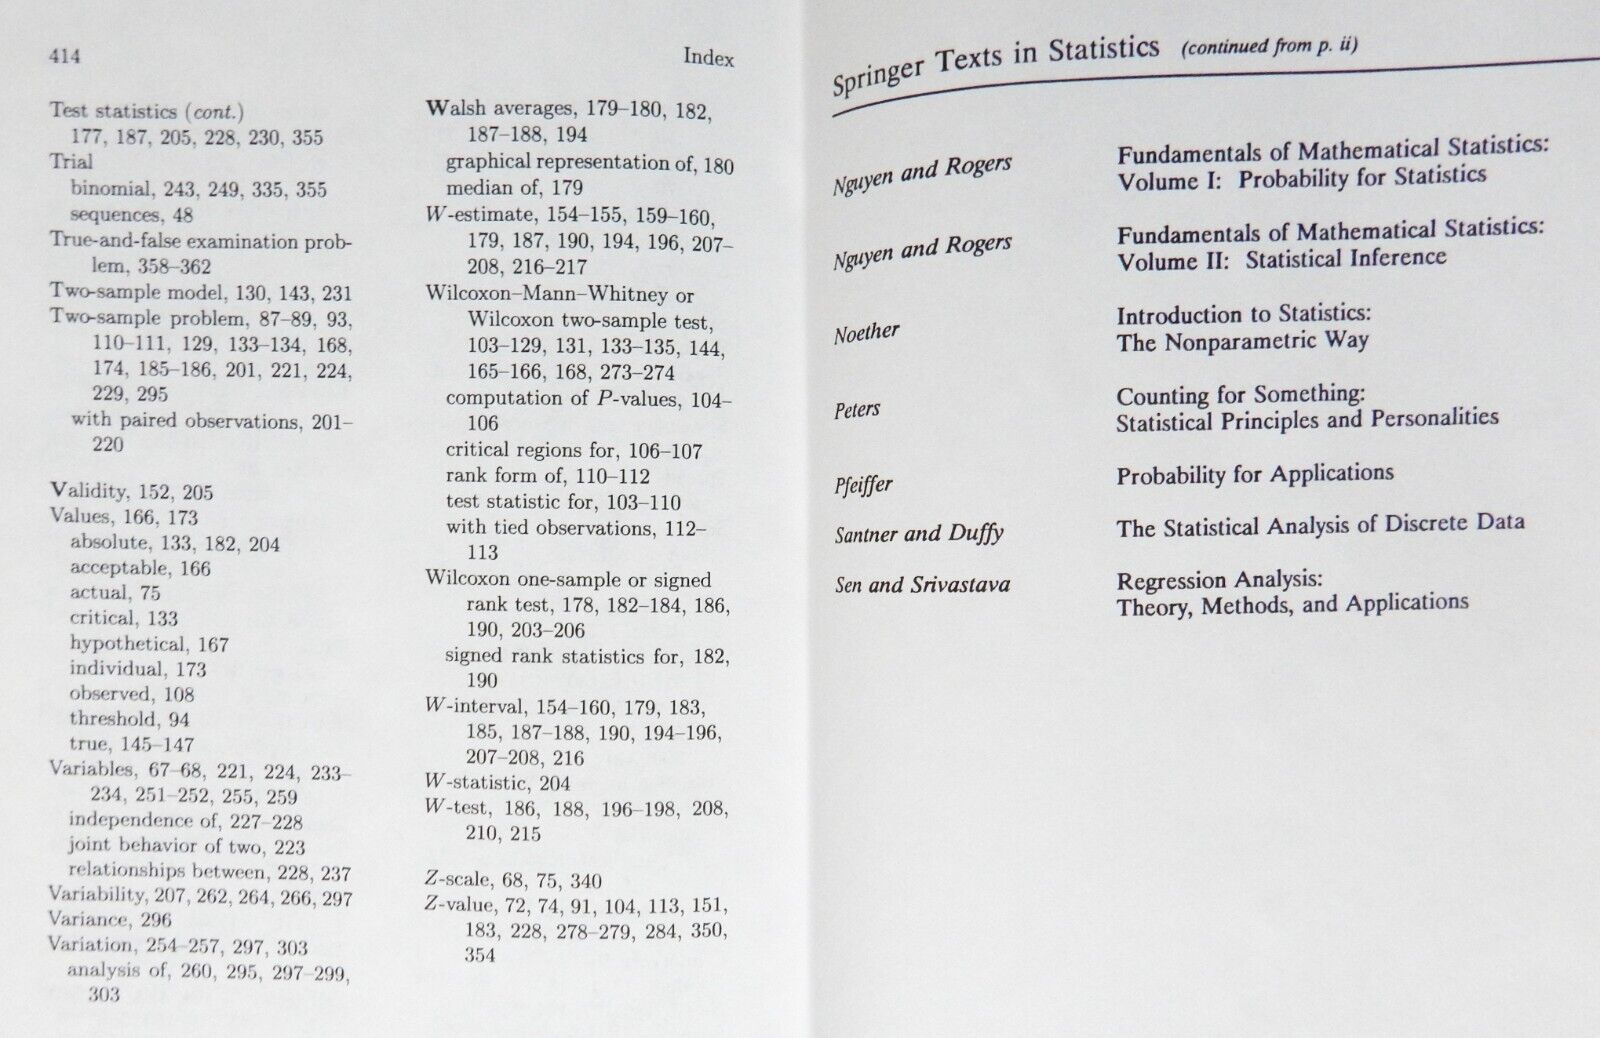 414
Index
Test statistics (cont.)
177, 187, 205, 228, 230, 355
Trial
binomial, 243, 249, 335, 355
sequences, 48
True-and-false examination prob-
lem, 358–362
Two-sample model, 130, 143, 231
Two-sample problem, 87–89, 93,
110–111, 129, 133–134, 168,
174, 185–186, 201, 221, 224,
229, 295
with paired observations, 201–
220
Validity, 152, 205
Values, 166, 173
absolute, 133, 182, 204
acceptable, 166
actual, 75
critical, 133
hypothetical, 167
individual, 173
observed, 108
threshold, 94
true, 145–147
Variables, 67–68, 221, 224, 233–
234, 251–252, 255, 259
independence of, 227–228
joint behavior of two, 223
relationships between, 228, 237
Variability, 207, 262, 264, 266, 297
Variance, 296
Variation, 254–257, 297, 303
analysis of, 260, 295, 297–299,
303
Walsh averages, 179–180, 182,
187–188, 194
graphical representation of, 180
median of, 179
W-estimate, 154–155, 159–160,
179, 187, 190, 194, 196, 207–
208, 216–217
Wilcoxon–Mann–Whitney or
Wilcoxon two-sample test,
103–129, 131, 133–135, 144,
165–166, 168, 273–274
computation of P-values, 104–
106
critical regions for, 106–107
rank form of, 110–112
test statistic for, 103–110
with tied observations, 112–
113
Wilcoxon one-sample or signed
rank test, 178, 182–184, 186,
190, 203–206
signed rank statistics for, 182,
190
W-interval, 154–160, 179, 183,
185, 187–188, 190, 194–196,
207–208, 216
W-statistic, 204
W-test, 186, 188, 196–198, 208,
210, 215
Z-scale, 68, 75, 340
Z-value, 72, 74, 91, 104, 113, 151,
183, 228, 278–279, 284, 350,
354
Springer Texts in Statistics (continued from p. ii)
Nguyen and Rogers
Fundamentals of Mathematical Statistics:
Volume I: Probability for Statistics
Nguyen and Rogers
Fundamentals of Mathematical Statistics:
Volume II: Statistical Inference
Noether
Introduction to Statistics:
The Nonparametric Way
Peters
Counting for Something:
Statistical Principles and Personalities
Pfeiffer
Probability for Applications
Santner and Duffy
The Statistical Analysis of Discrete Data
Sen and Srivastava
Regression Analysis:
Theory, Methods, and Applications